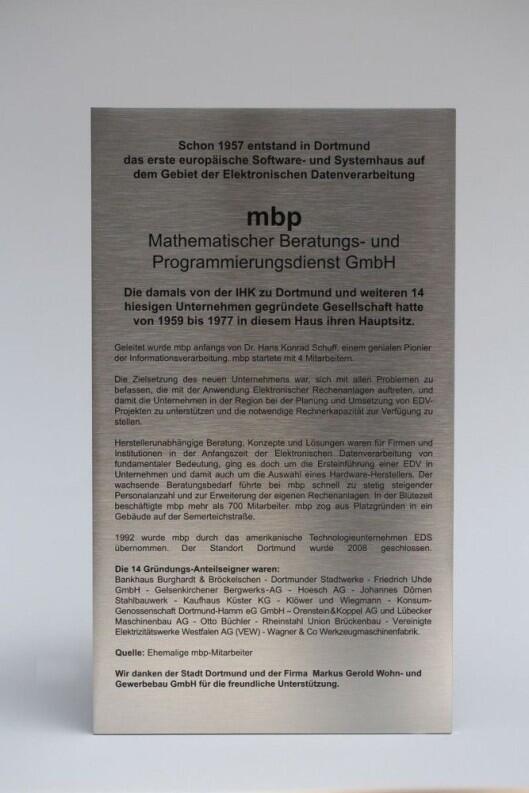 Schon 1957 entstand in Dortmund
das erste europäische Software- und Systemhaus auf
dem Gebiet der Elektronischen Datenverarbeitung
mbp
Mathematischer Beratungs- und
Programmierungsdienst GmbH
Die damals von der IHK zu Dortmund und weiteren 14
hiesigen Unternehmen gegründete Gesellschaft hatte
von 1959 bis 1977 in diesem Haus ihren Hauptsitz.
Geleitet wurde mbp anfangs von Dr. Hans Konrad Schuff, einem genialen Pionier
der Informationsverarbeitung. mbp startete mit 4 Mitarbeitern.
Die Zielsetzung des neuen Unternehmens war, sich mit allen Problemen zu
befassen, die mit der Anwendung Elektronischer Rechenanlagen auftreten, und
damit die Unternehmen in der Region bei der Planung und Umsetzung von EDV-
Projekten zu unterstützen und die notwendige Rechnerkapazität zur Verfügung zu
stellen.
Herstellerunabhängige Beratung, Konzepte und Lösungen waren für Firmen und
Institutionen in der Anfangszeit der Elektronischen Datenverarbeitung von
fundamentaler Bedeutung, ging es doch um die Ersteinführung einer EDV in
Unternehmen und damit auch um die Auswahl eines Hardware-Herstellers. Der
wachsende Beratungsbedarf führte bei mbp schnell zu stetig steigender
Personalanzahl und zur Erweiterung der eigenen Rechenanlagen. In der Blütezeit
beschäftigte mbp mehr als 700 Mitarbeiter. mbp zog aus Platzgründen in ein
Gebäude auf der Semerteichstraße.
1992 wurde mbp durch das amerikanische Technologieunternehmen EDS
übernommen. Der Standort Dortmund wurde 2008 geschlossen.
Die 14 Gründungs-Anteilseigner waren:
Bankhaus Burghardt & Bröckelschen - Dortmunder Stadtwerke - Friedrich Uhde
GmbH - Gelsenkirchener Bergwerks-AG - Hoesch AG - Johannes Dörnen
Stahlbauwerk - Kaufhaus Küster KG - Klöwer und Wiegmann - Konsum-
Genossenschaft Dortmund-Hamm eG GmbH – Orenstein & Koppel AG und Lübecker
Maschinenbau AG - Otto Büchler - Rheinstahl Union Brückenbau - Vereinigte
Elektrizitätswerke Westfalen AG (VEW) - Wagner & Co Werkzeugmaschinenfabrik.
Quelle: Ehemalige mbp-Mitarbeiter
Wir danken der Stadt Dortmund und der Firma Markus Gerold Wohn- und
Gewerbebau GmbH für die freundliche Unterstützung.